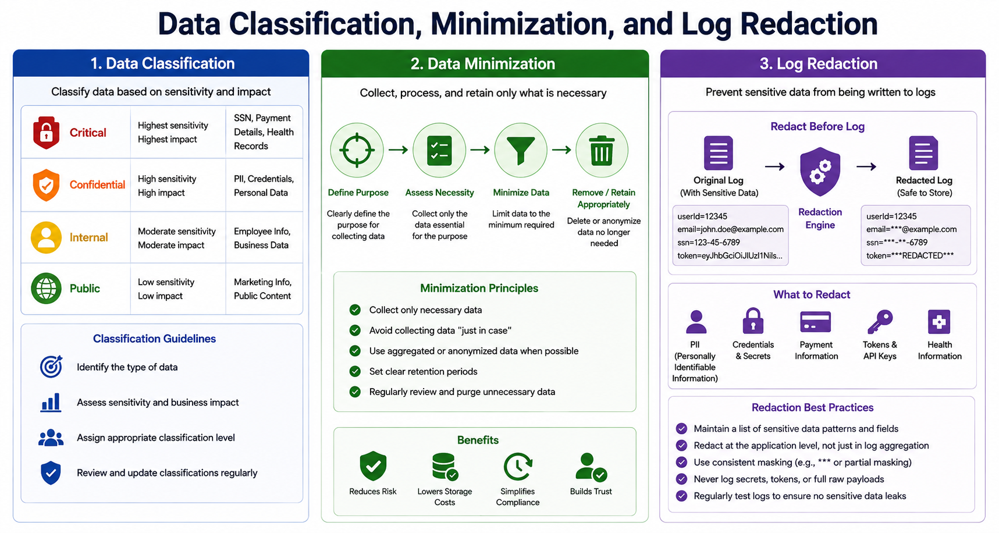 Data Classification, Minimization, and Log Redaction
1. Data Classification
Classify data based on sensitivity and impact
Critical
Highest sensitivity
Highest impact
SSN, Payment
Details, Health
Records
Confidential
High sensitivity
High impact
PII, Credentials,
Personal Data
Internal
Moderate sensitivity
Moderate impact
Employee Info,
Business Data
Public
Low sensitivity
Low impact
Marketing Info,
Public Content
Classification Guidelines
Identify the type of data
Assess sensitivity and business impact
Assign appropriate classification level
Review and update classifications regularly
2. Data Minimization
Collect, process, and retain only what is necessary
Define Purpose
Clearly define the
purpose for
collecting data
Assess Necessity
Collect only the
data essential
for the purpose
Minimize Data
Limit data to the
minimum required
Remove / Retain
Appropriately
Delete or anonymize
data no longer
needed
Minimization Principles
Collect only necessary data
Avoid collecting data "just in case"
Use aggregated or anonymized data when possible
Set clear retention periods
Regularly review and purge unnecessary data
Benefits
Reduces Risk
Lowers Storage
Costs
Simplifies
Compliance
Builds Trust
3. Log Redaction
Prevent sensitive data from being written to logs
Redact Before Log
Original Log
(With Sensitive Data)
userId=12345
email=john.doe@example.com
ssn=123-45-6789
token=eyJhbGciOiJIUzI1Nils...
Redaction
Engine
Redacted Log
(Safe to Store)
userId=12345
email=***@example.com
ssn=***-**-6789
token=***REDACTED***
What to Redact
PII
(Personally
Identifiable
Information)
Credentials
& Secrets
Payment
Information
Tokens &
API Keys
Health
Information
Redaction Best Practices
Maintain a list of sensitive data patterns and fields
Redact at the application level, not just in log aggregation
Use consistent masking (e.g., *** or partial masking)
Never log secrets, tokens, or full raw payloads
Regularly test logs to ensure no sensitive data leaks